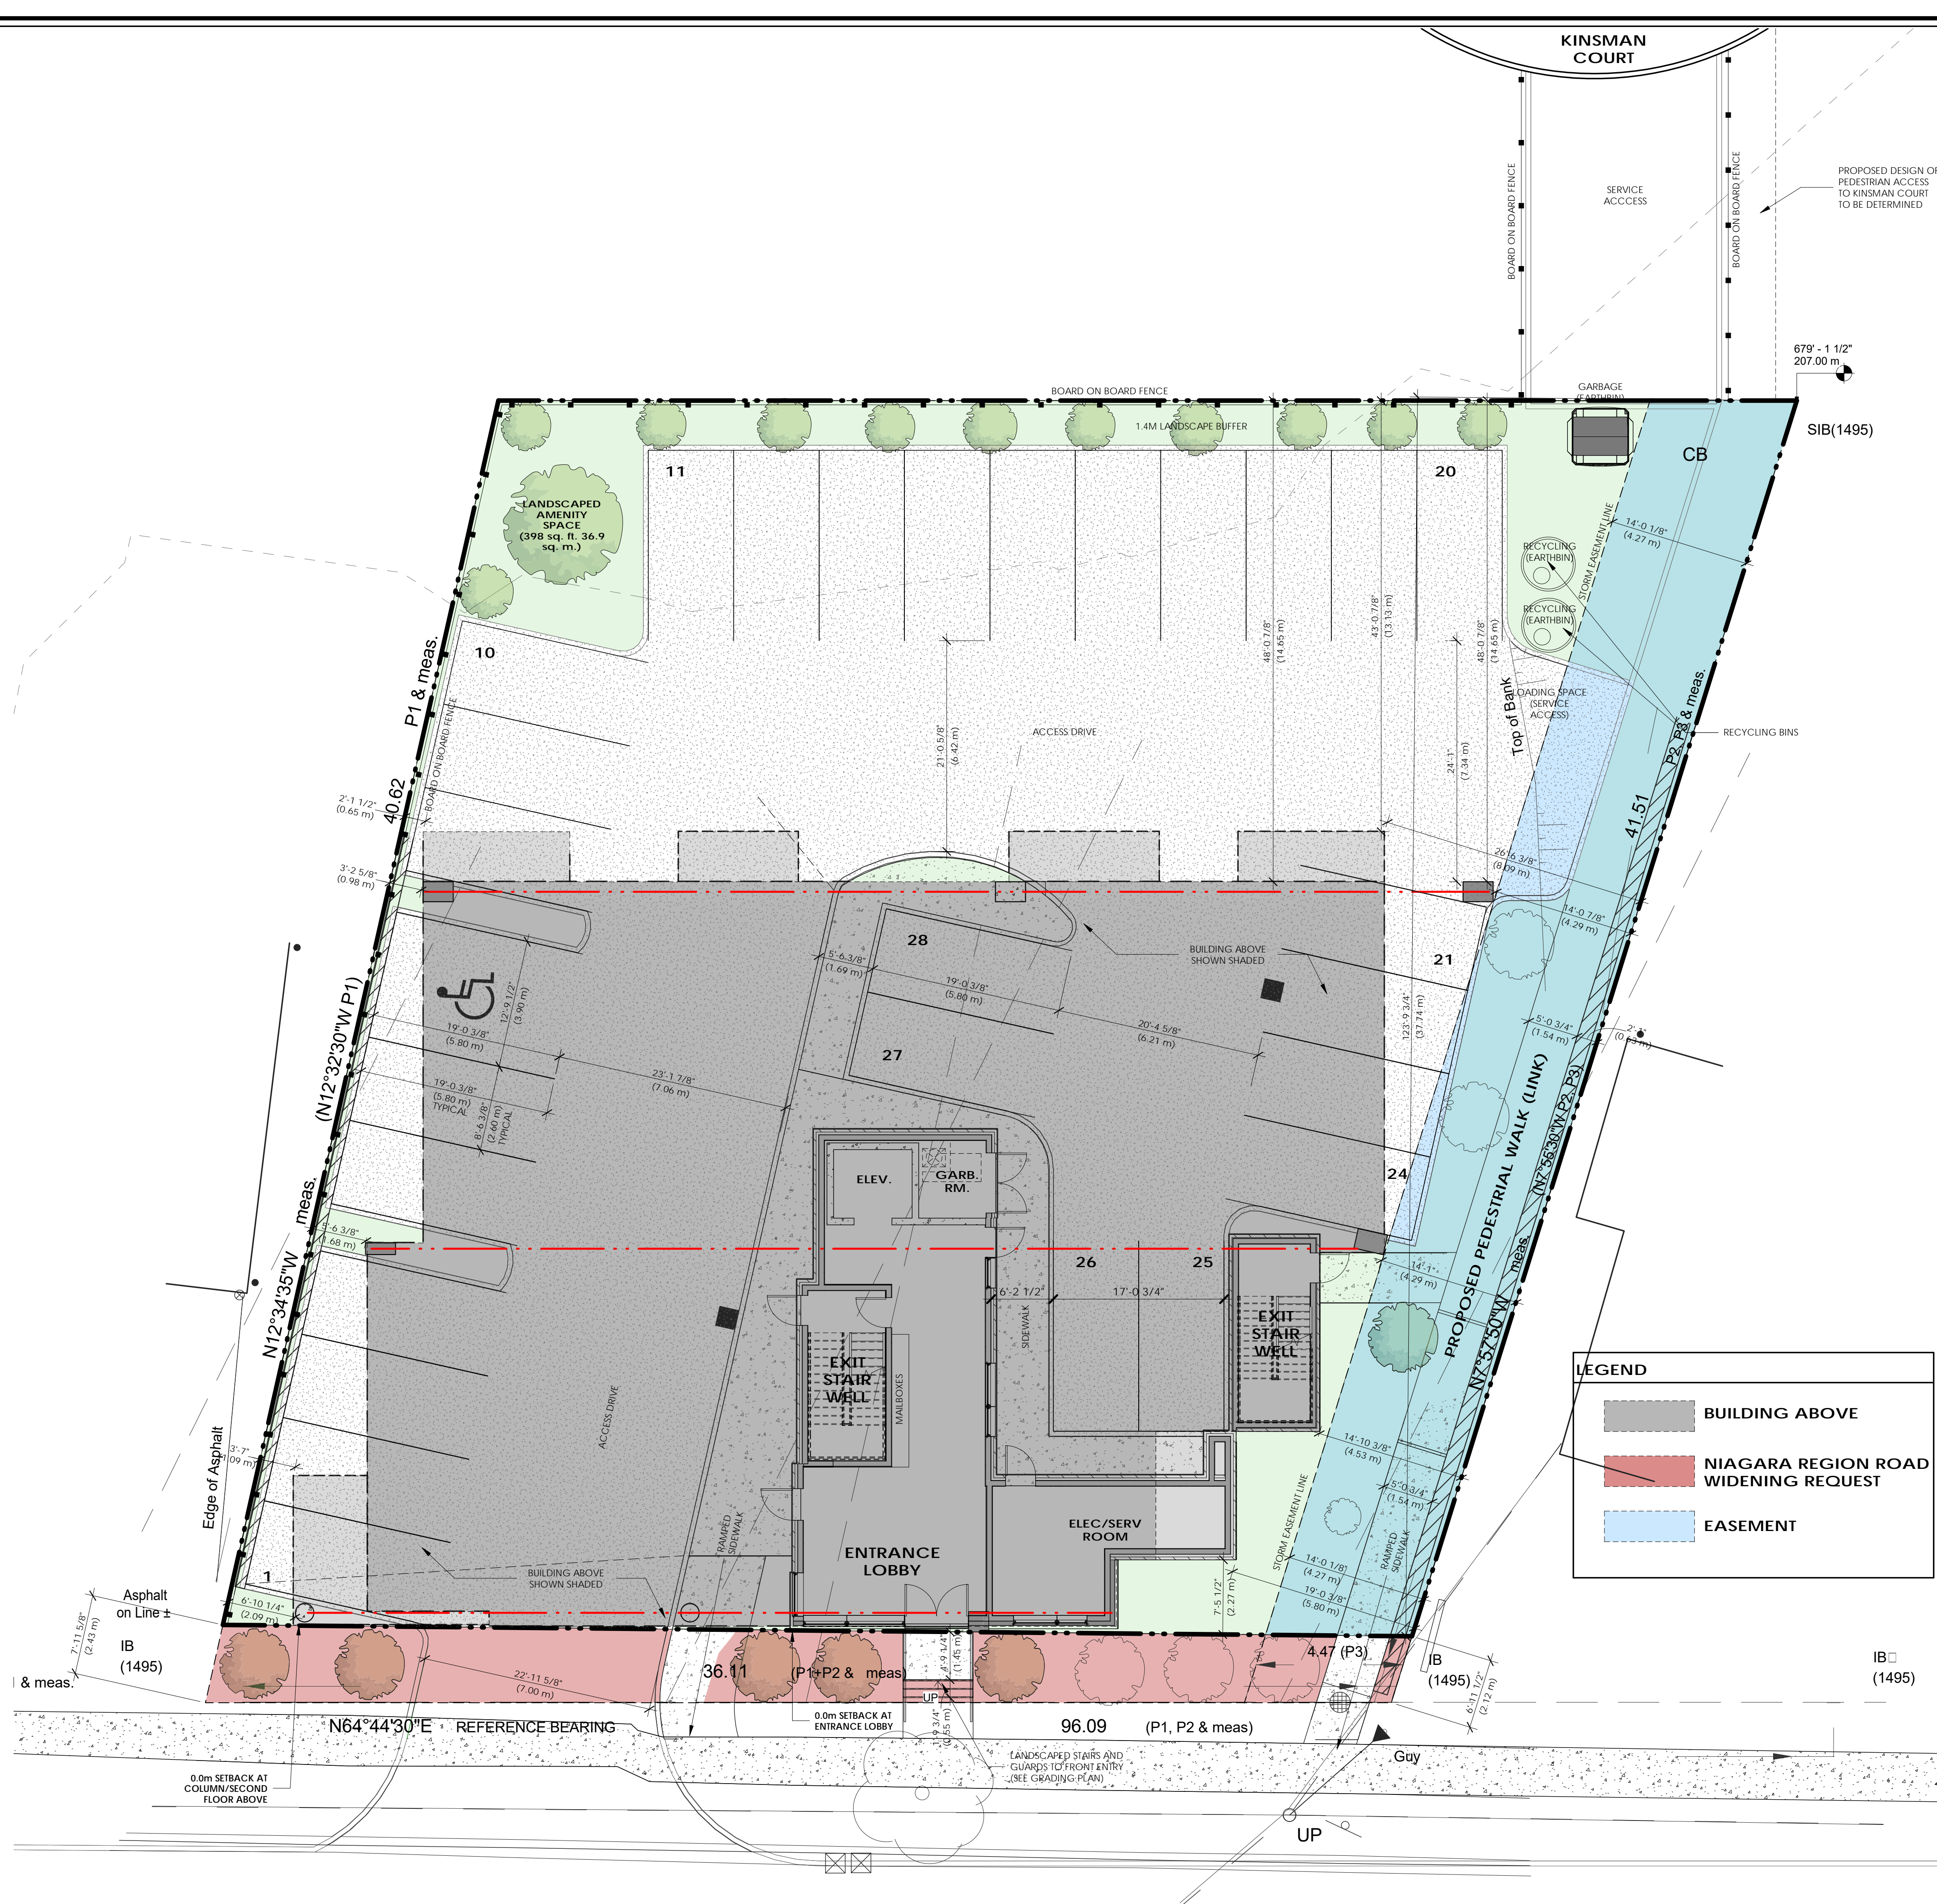 KINSMAN
COURT
BOARD ON BOARD FENCE
SERVICE
ACCCESS
BOARD ON BOARD FENCE
PEDESTRIAN ACCESS
TO KINSMAN COURT
TO BE DETERMINED
679' - 1 1/2"
207.00 m
SIB(1495)
BOARD ON BOARD FENCE
GARBAGE
(EARTHBIN)
1.4M LANDSCAPE BUFFER
CB
11
20
LANDSCAPED
AMENITY
SPACE
(398 sq. ft. 36.9
sq. m.)
14'-0 1/8"
(4.27 m)
STORM EASEMENT LINE
RECYCLING
(EARTHBIN)
RECYCLING
(EARTHBIN)
10
P1 & meas.
48'-0 7/8"
(14.65 m)
43'-0 7/8"
(13.13 m)
48'-0 7/8"
(14.65 m)
LOADING SPACE
(SERVICE
ACCESS)
Top of Bank
P2, P3 & meas.
RECYCLING BINS
BOARD ON BOARD FENCE
21'-0 5/8"
(6.42 m)
ACCESS DRIVE
24'-1"
(7.34 m)
40.62
2'-1 1/2"
(0.65 m)
41.51
3'-2 5/8"
(0.98 m)
26'-6 3/8"
(8.09 m)
14'-0 7/8"
(4.29 m)
28
5'-6 3/8"
(1.69 m)
19'-0 3/8"
(5.80 m)
BUILDING ABOVE
SHOWN SHADED
21
12'-9 1/2"
(3.90 m)
19'-0 3/8"
(5.80 m)
20'-4 5/8"
(6.21 m)
123'-9 3/4"
(37.74 m)
5'-0 3/4"
(1.54 m)
2'-1"
(0.63 m)
27
(N12°32'30"W P1)
23'-1 7/8"
(7.06 m)
19'-0 3/8"
(5.80 m)
TYPICAL
8'-6 3/8"
(2.60 m)
TYPICAL
PROPOSED PEDESTRIAL WALK (LINK)
(N7°55'30"W P2, P3)
ELEV.
GARB.
RM.
24
meas.
5'-6 3/8"
(1.68 m)
26
25
14'-1"
(4.29 m)
meas.
6'-2 1/2"
17'-0 3/4"
N12°34'35"W
SIDEWALK
EXIT
STAIR
WELL
EXIT
STAIR
WELL
MAILBOXES
N7°57'50"W
LEGEND
BUILDING ABOVE
NIAGARA REGION ROAD
WIDENING REQUEST
EASEMENT
ACCESS DRIVE
14'-10 3/8"
(4.53 m)
3'-7"
(1.09 m)
Edge of Asphalt
5'-0 3/4"
(1.54 m)
STORM EASEMENT LINE
ELEC/SERV
ROOM
RAMPED
SIDEWALK
RAMPED
SIDEWALK
ENTRANCE
LOBBY
14'-0 1/8"
(4.27 m)
BUILDING ABOVE
SHOWN SHADED
1
19'-0 3/8"
(5.80 m)
7'-5 1/2"
(2.27 m)
6'-10 1/4"
(2.09 m)
Asphalt
on Line ±
7'-11 5/8"
(2.43 m)
IB
(1495)
& meas.
4'-9 1/4"
(1.45 m)
4.47 (P3)
IB
(1495)
IB
(1495)
36.11
(P1+P2 & meas)
22'-11 5/8"
(7.00 m)
6'-11 1/2"
(2.12 m)
UP
1'-9 3/4"
(0.55 m)
0.0m SETBACK AT
ENTRANCE LOBBY
N64°44'30"E
REFERENCE BEARING
96.09
(P1, P2 & meas)
Guy
LANDSCAPED STAIRS AND
GUARDS TO FRONT ENTRY
(SEE GRADING PLAN)
0.0m SETBACK AT
COLUMN/SECOND
FLOOR ABOVE
UP